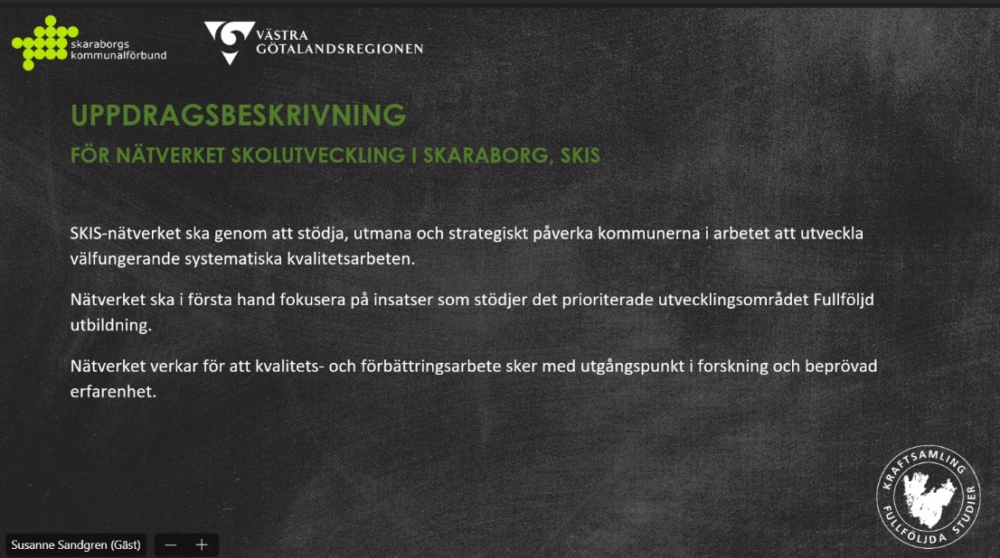 skaraborgs
kommunalförbund
VÄSTRA
GÖTALANDSREGIONEN
UPPDRAGSBESKRIVNING
FÖR NÄTVERKET SKOLUTVECKLING I SKARABORG, SKIS
SKIS-nätverket ska genom att stödja, utmana och strategiskt påverka kommunerna i arbetet att utveckla
välfungerande systematiska kvalitetsarbeten.
Nätverket ska i första hand fokusera på insatser som stödjer det prioriterade utvecklingsområdet Fullföljd
utbildning.
Nätverket verkar för att kvalitets- och förbättringsarbete sker med utgångspunkt i forskning och beprövad
erfarenhet.
KRAFTSAMLING
FULLFÖLJDA STUDIER
Susanne Sandgren (Gäst)